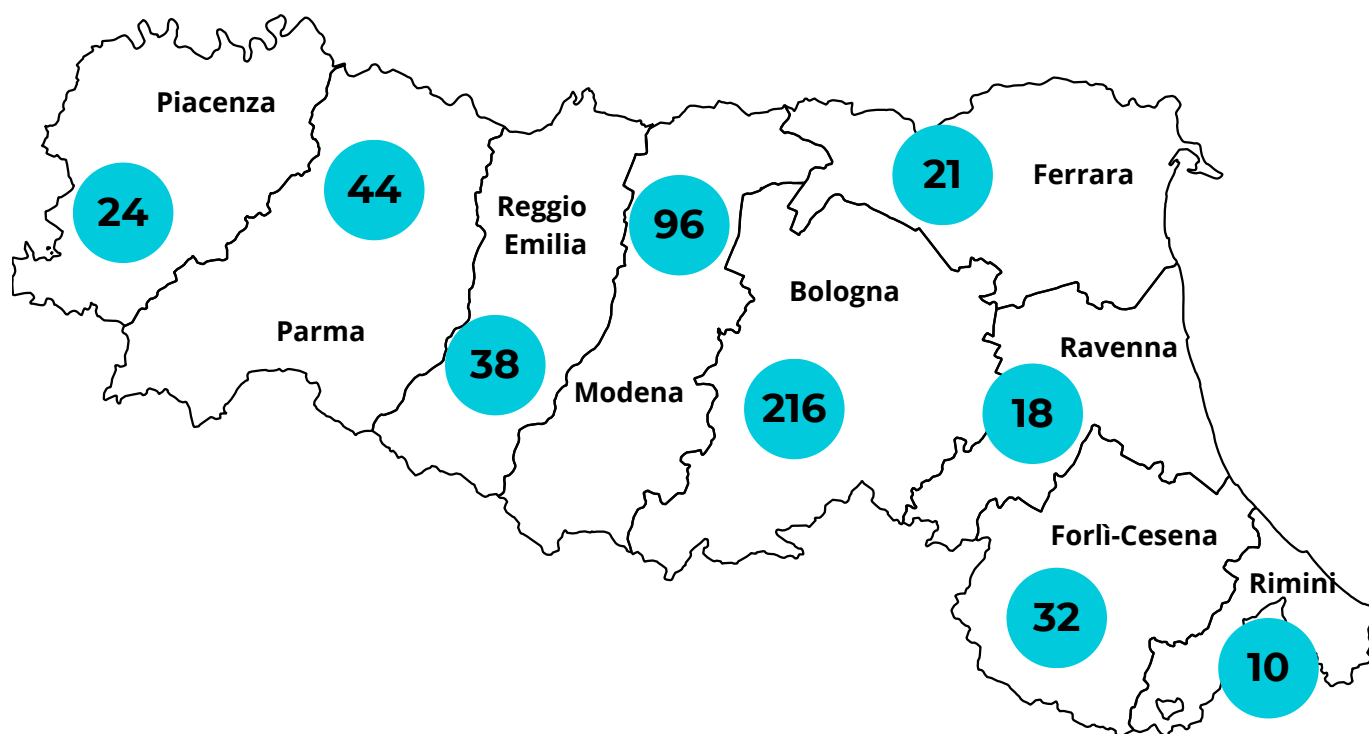 Piacenza
24
44
Parma
Reggio
Emilia
38
96
Modena
Bologna
216
21
Ferrara
Ravenna
18
Forlì-Cesena
32
Rimini
10